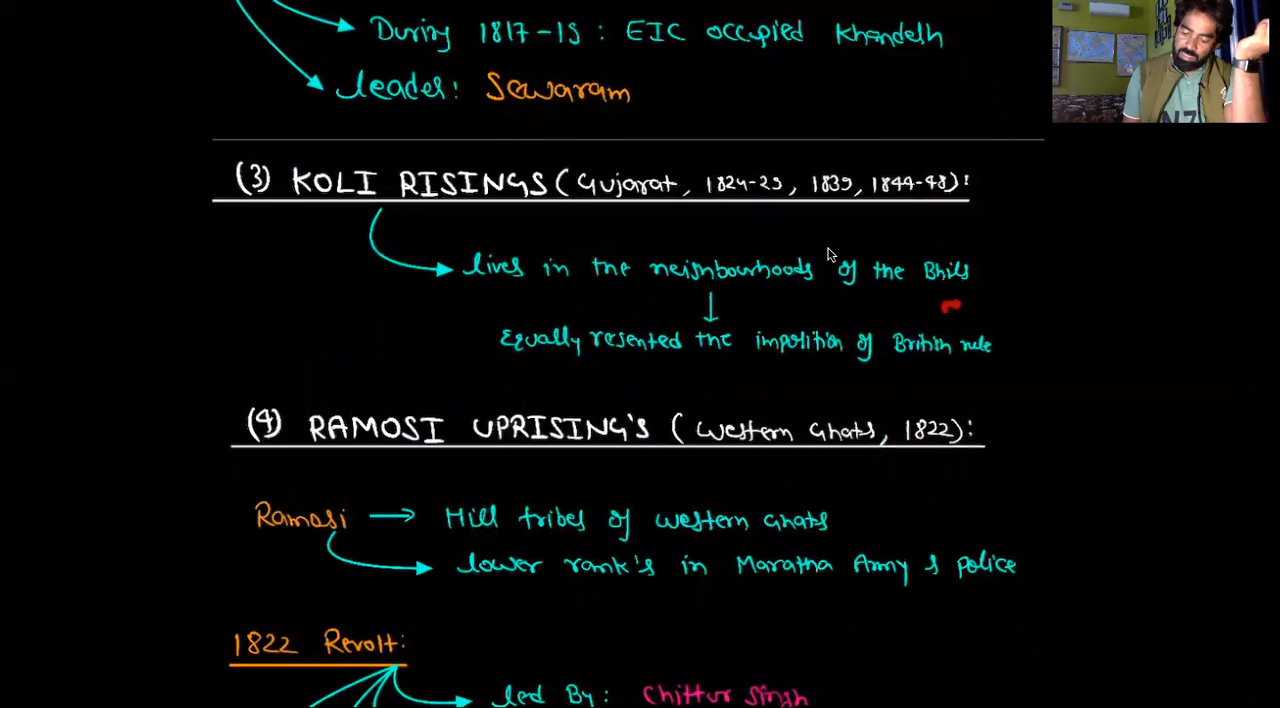 During 1817-19 : EIC occupied Khandesh
leader: Sewaram
(3) KOLI RISINGS (Gujarat, 1824-25, 1839, 1844-48):
lives in the neighbourhoods of the Bhils
Equally resented the imposition of British rule
(4) RAMOSI UPRISING'S (western Ghats, 1822):
Ramosi → Hill tribes of western Ghats
lower rank's in Maratha Army & police
1822 Revolt:
led By: Chittur Singh